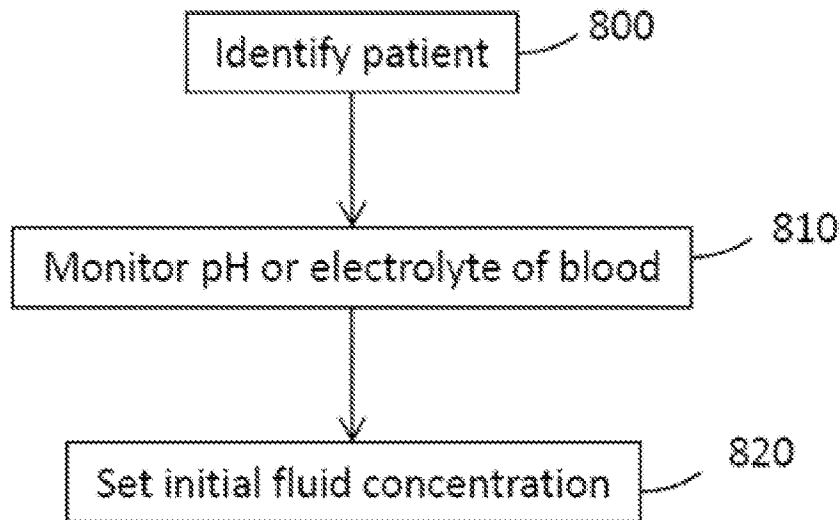 Identify patient
800
Monitor pH or electrolyte of blood
810
Set initial fluid concentration
820